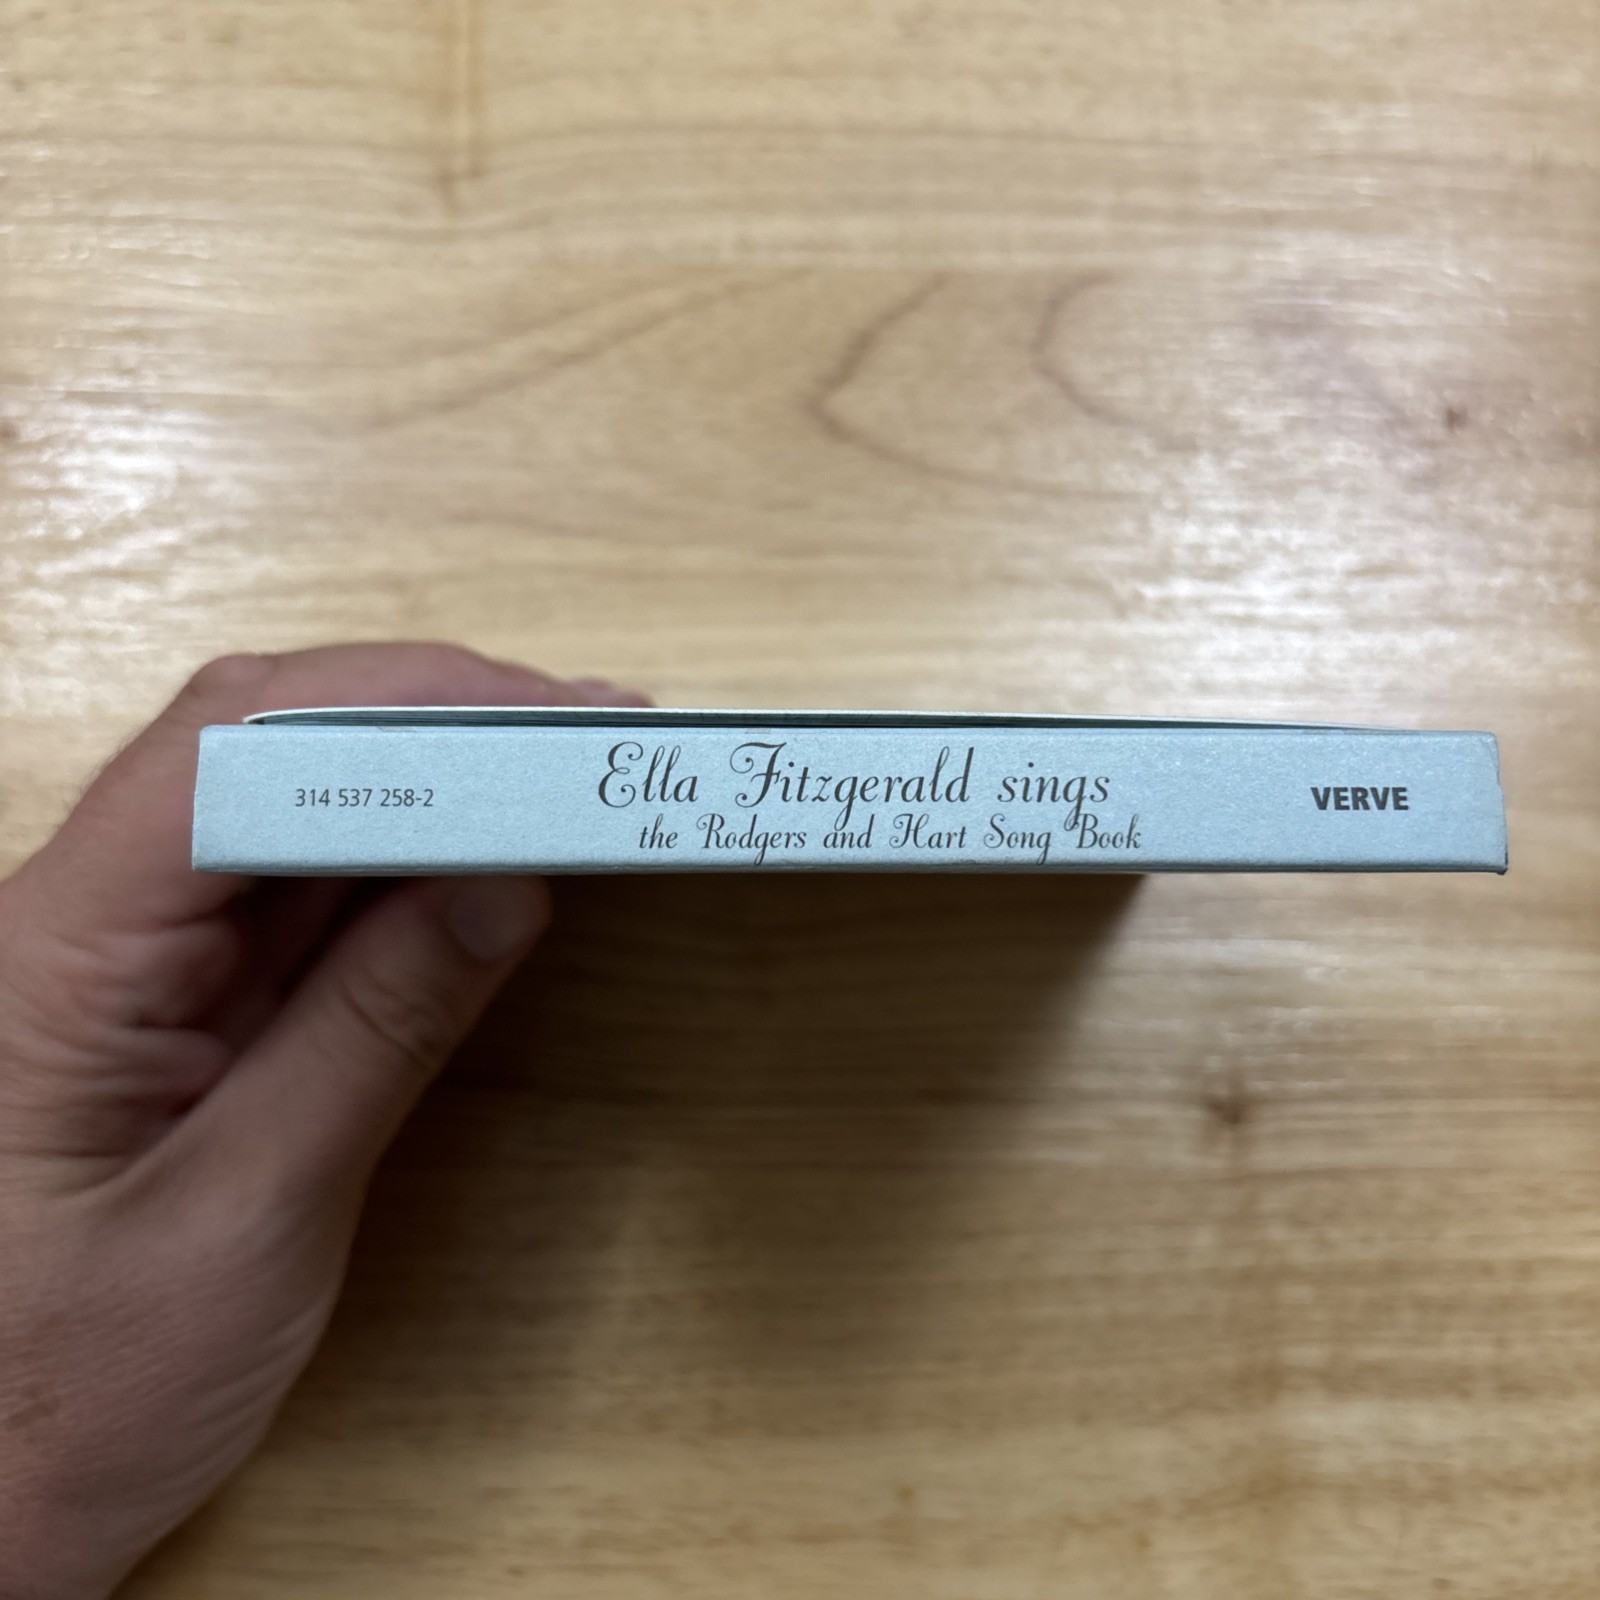 314 537 258-2
Ella Fitzgerald sings
the Rodgers and Hart Song Book
VERVE